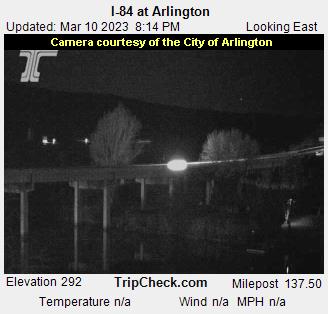 I-84 at Arlington
Updated: Mar 10 2023 8:14 PM Looking East
Camera courtesy of the City of Arlington
Elevation 292 TripCheck.com Milepost 137.50
Temperature n/a Wind n/a MPH n/a